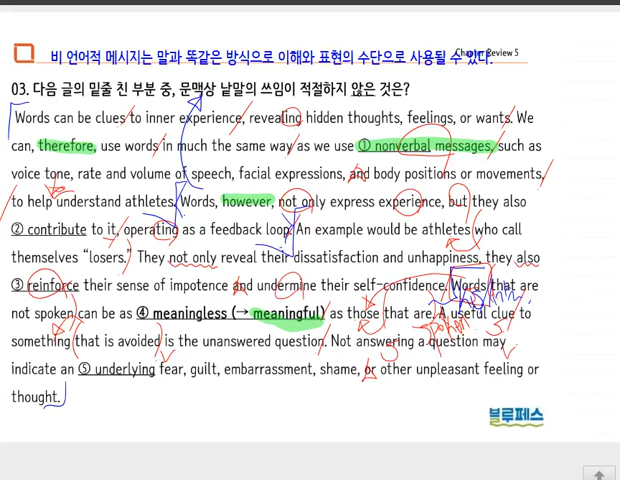 비 언어적 메시지는 말과 똑같은 방식으로 이해와 표현의 수단으로 사용될 수 있다.
Chapter Review 5
03. 다음 글의 밑줄 친 부분 중, 문맥상 낱말의 쓰임이 적절하지 않은 것은?
Words can be clues to inner experience, revealing hidden thoughts, feelings, or wants. We
can, therefore, use words in much the same way as we use ① nonverbal messages, such as
voice tone, rate and volume of speech, facial expressions, and body positions or movements,
to help understand athletes. Words, however, not only express experience, but they also
② contribute to it, operating as a feedback loop. An example would be athletes who call
themselves “losers.” They not only reveal their dissatisfaction and unhappiness, they also
③ reinforce their sense of impotence and undermine their self-confidence. Words that are
not spoken can be as ④ meaningless (→ meaningful) as those that are. A useful clue to
spoken
something that is avoided is the unanswered question. Not answering a question may
indicate an ⑤ underlying fear, guilt, embarrassment, shame, or other unpleasant feeling or
thought.
블루페스